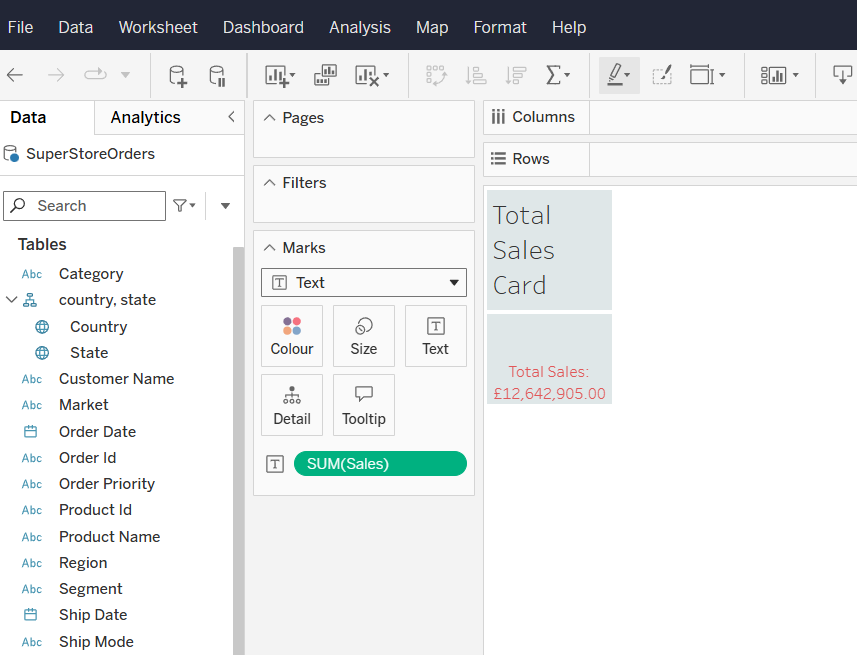 File Data Worksheet Dashboard Analysis Map Format Help
Data Analytics
SuperStoreOrders
Search
Tables
Abc Category
country, state
Country
State
Abc Customer Name
Abc Market
Order Date
Abc Order Id
Abc Order Priority
Abc Product Id
Abc Product Name
Abc Region
Abc Segment
Ship Date
Abc Ship Mode
Pages
Filters
Marks
T Text
Colour Size T Text
Detail Tooltip
T SUM(Sales)
Columns
Rows
Total
Sales
Card
Total Sales:
£12,642,905.00